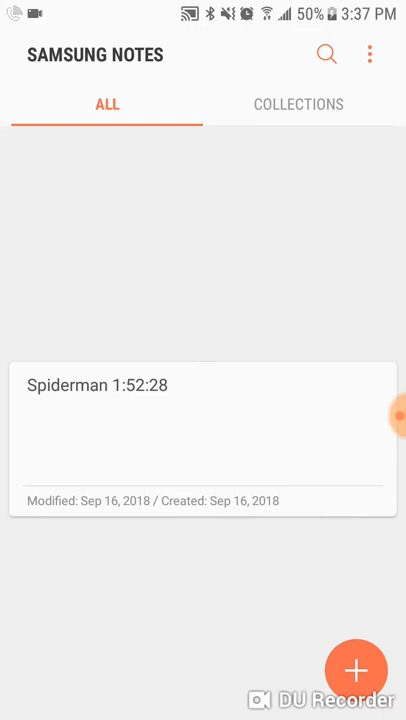 50% 3:37 PM
SAMSUNG NOTES
ALL COLLECTIONS
Spiderman 1:52:28
Modified: Sep 16, 2018 / Created: Sep 16, 2018
DU Recorder